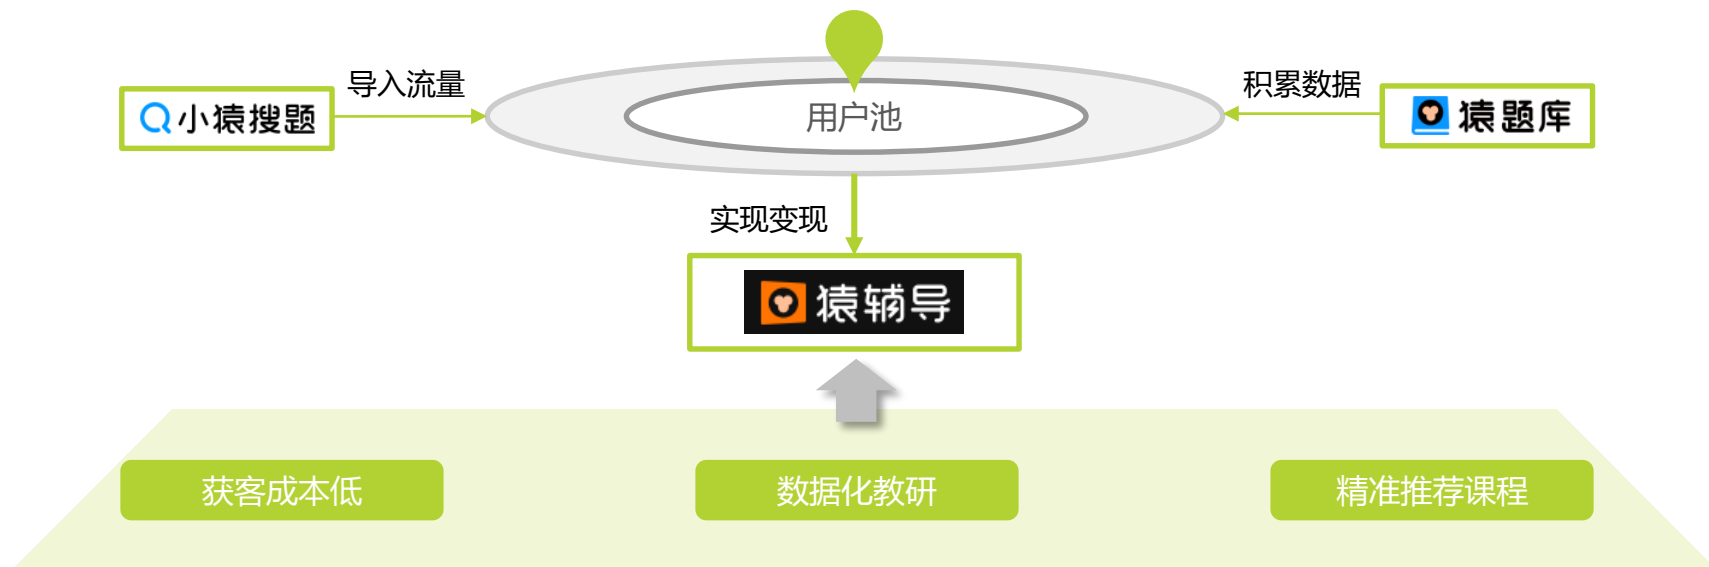 导入流量
积累数据
小猿搜题
用户池
猿题库
实现变现
猿辅导
获客成本低
数据化教研
精准推荐课程